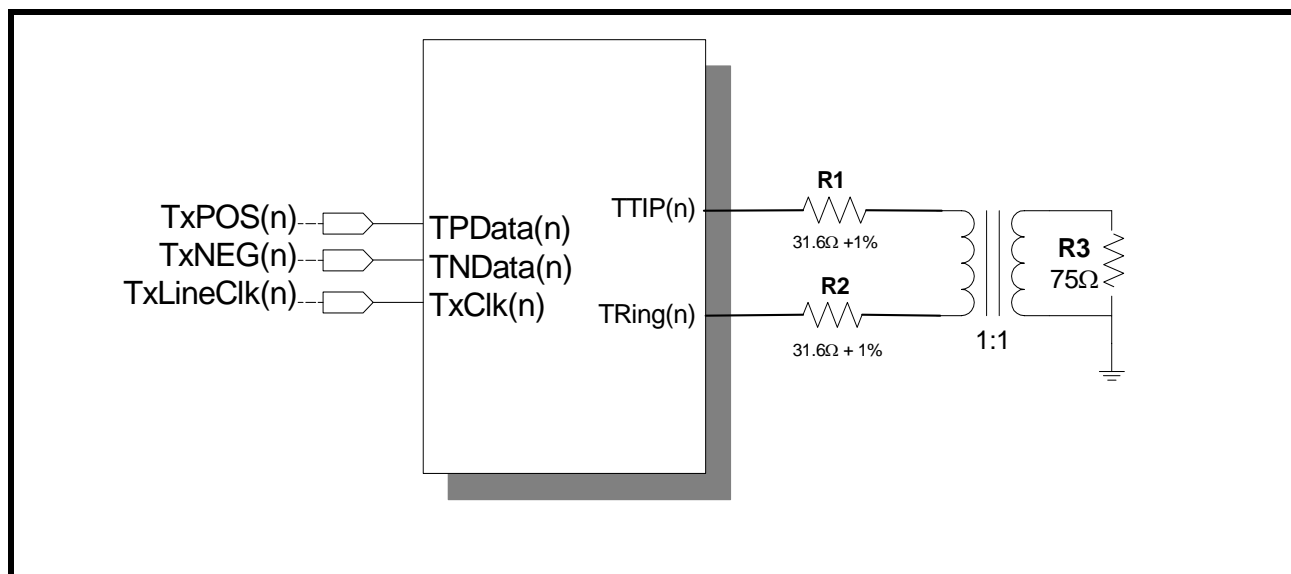 TxPOS(n)
TxNEG(n)
TxLineClk(n)
TPData(n)
TNData(n)
TxClk(n)
TTIP(n)
TRing(n)
R1
31.6Ω +1%
R2
31.6Ω + 1%
1:1
R3
75Ω